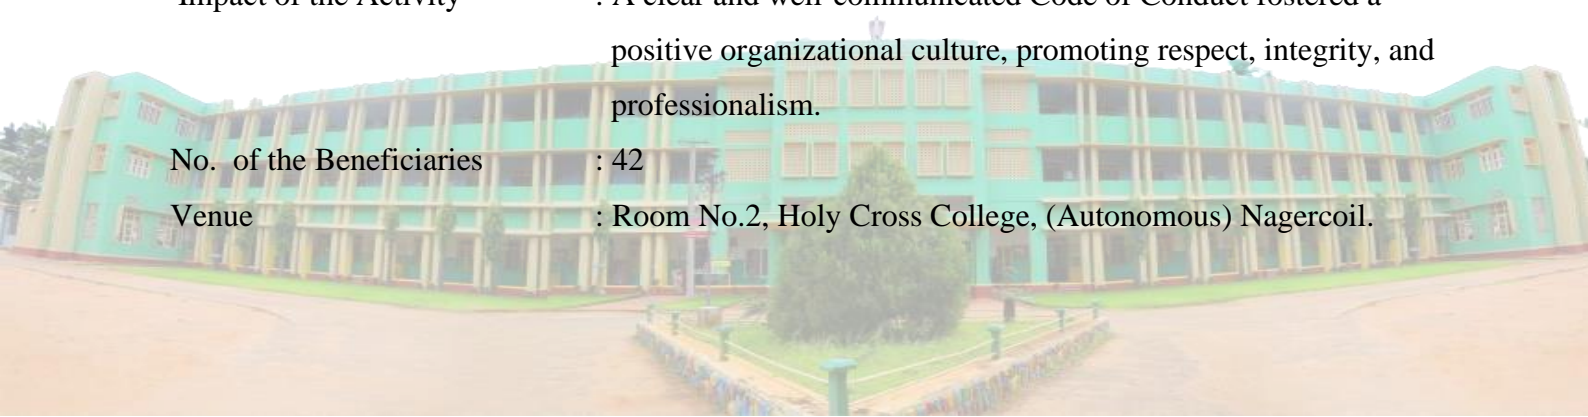 Impact of the Activity : A clear and well-communicated Code of Conduct fostered a
positive organizational culture, promoting respect, integrity, and
professionalism.
No. of the Beneficiaries : 42
Venue : Room No.2, Holy Cross College, (Autonomous) Nagercoil.